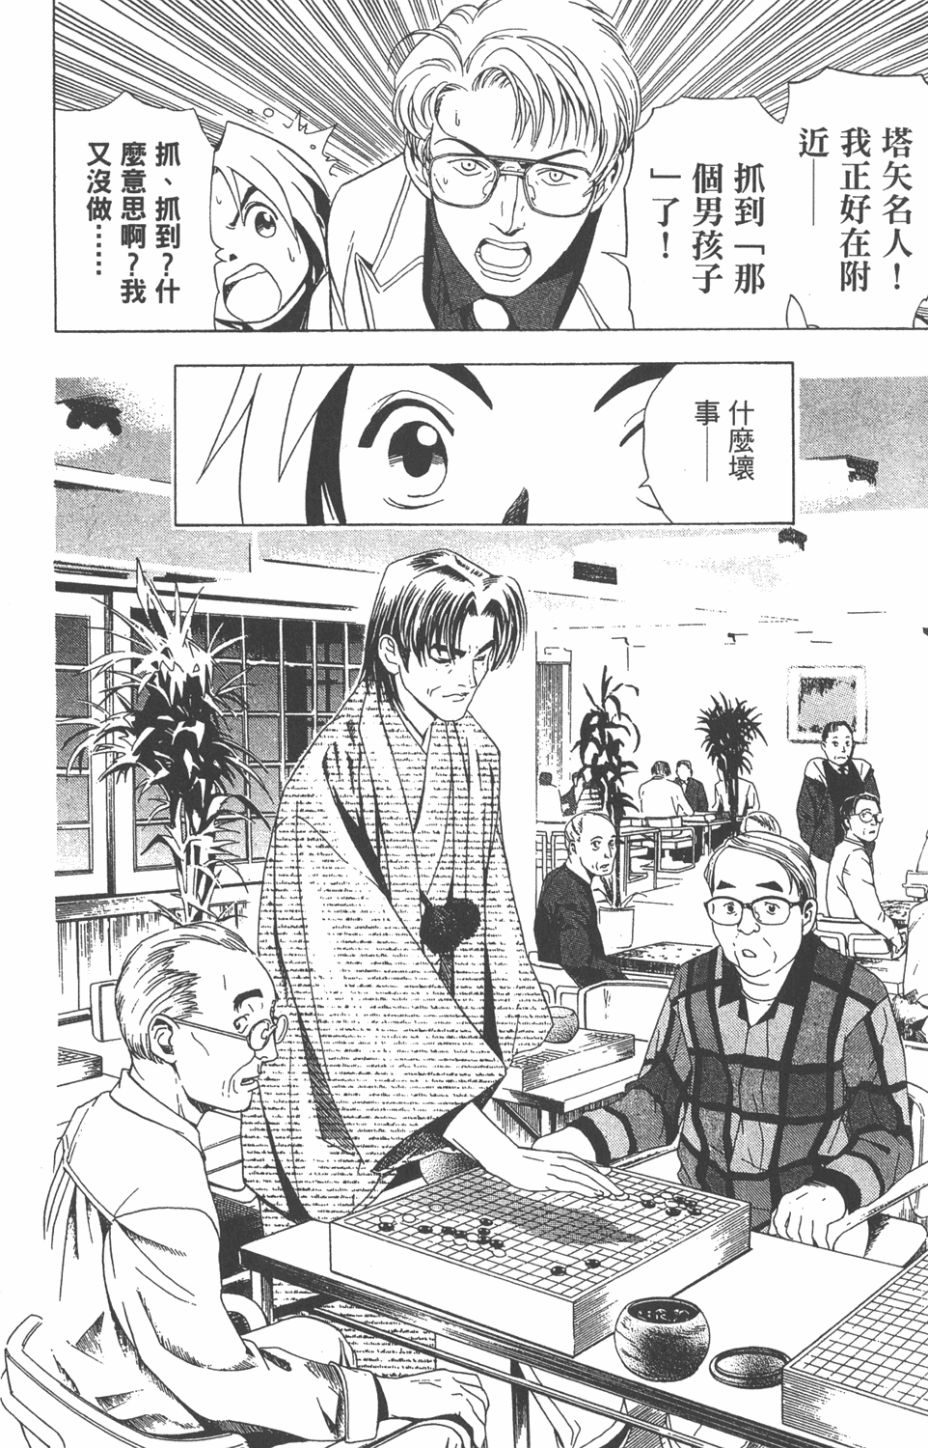 塔矢名人！
我正好在附
近——
抓到「那
個男孩子
」了！
抓、抓到？什
麼意思啊？我
又沒做……
什麼壞
事——